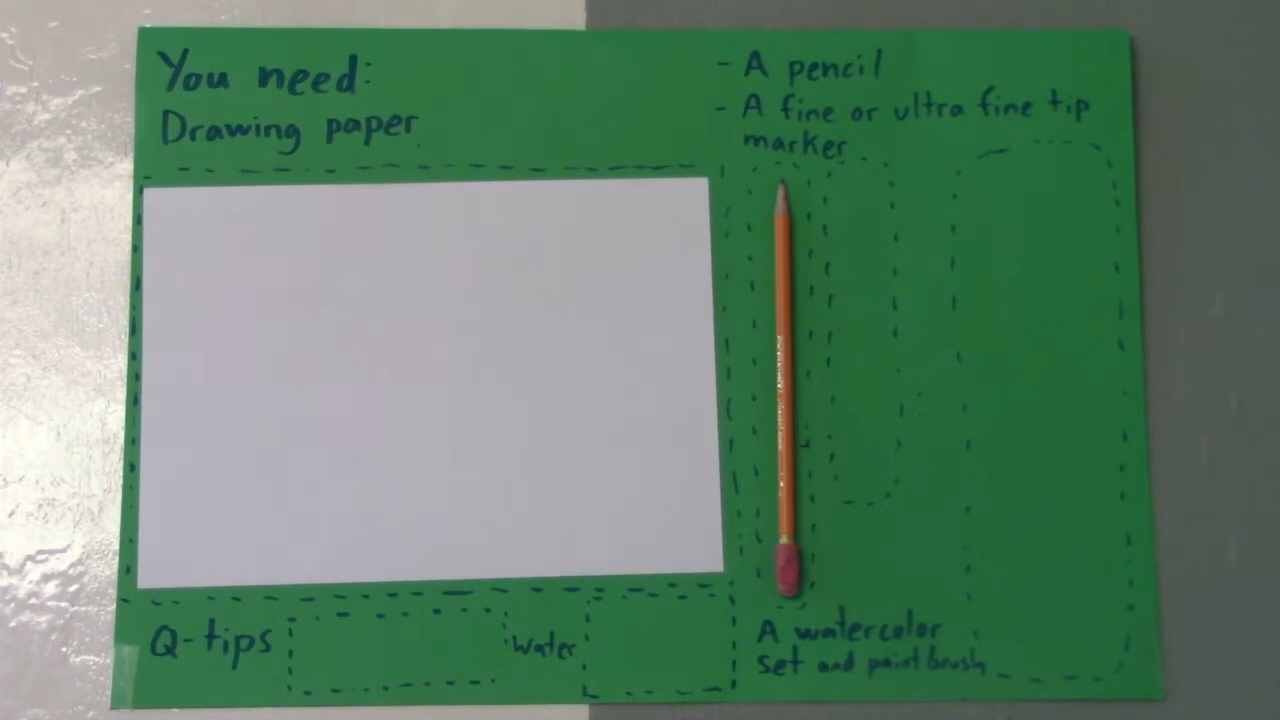 You need:
Drawing paper
- A pencil
- A fine or ultra fine tip
marker
Q-tips
Water
A watercolor
set and paint brush